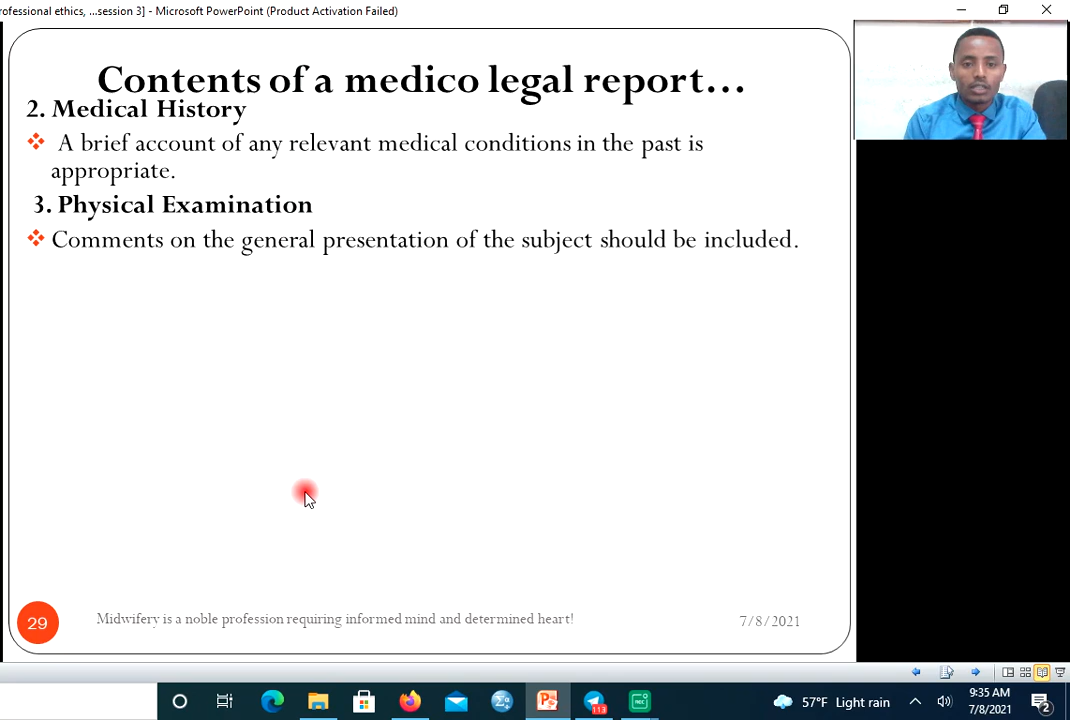 rofessional ethics, ...session 3] - Microsoft PowerPoint (Product Activation Failed)
Contents of a medico legal report...
2. Medical History
A brief account of any relevant medical conditions in the past is
appropriate.
3. Physical Examination
Comments on the general presentation of the subject should be included.
29
Midwifery is a noble profession requiring informed mind and determined heart!
7/8/2021
113
REC
57°F Light rain
9:35 AM
7/8/2021
2